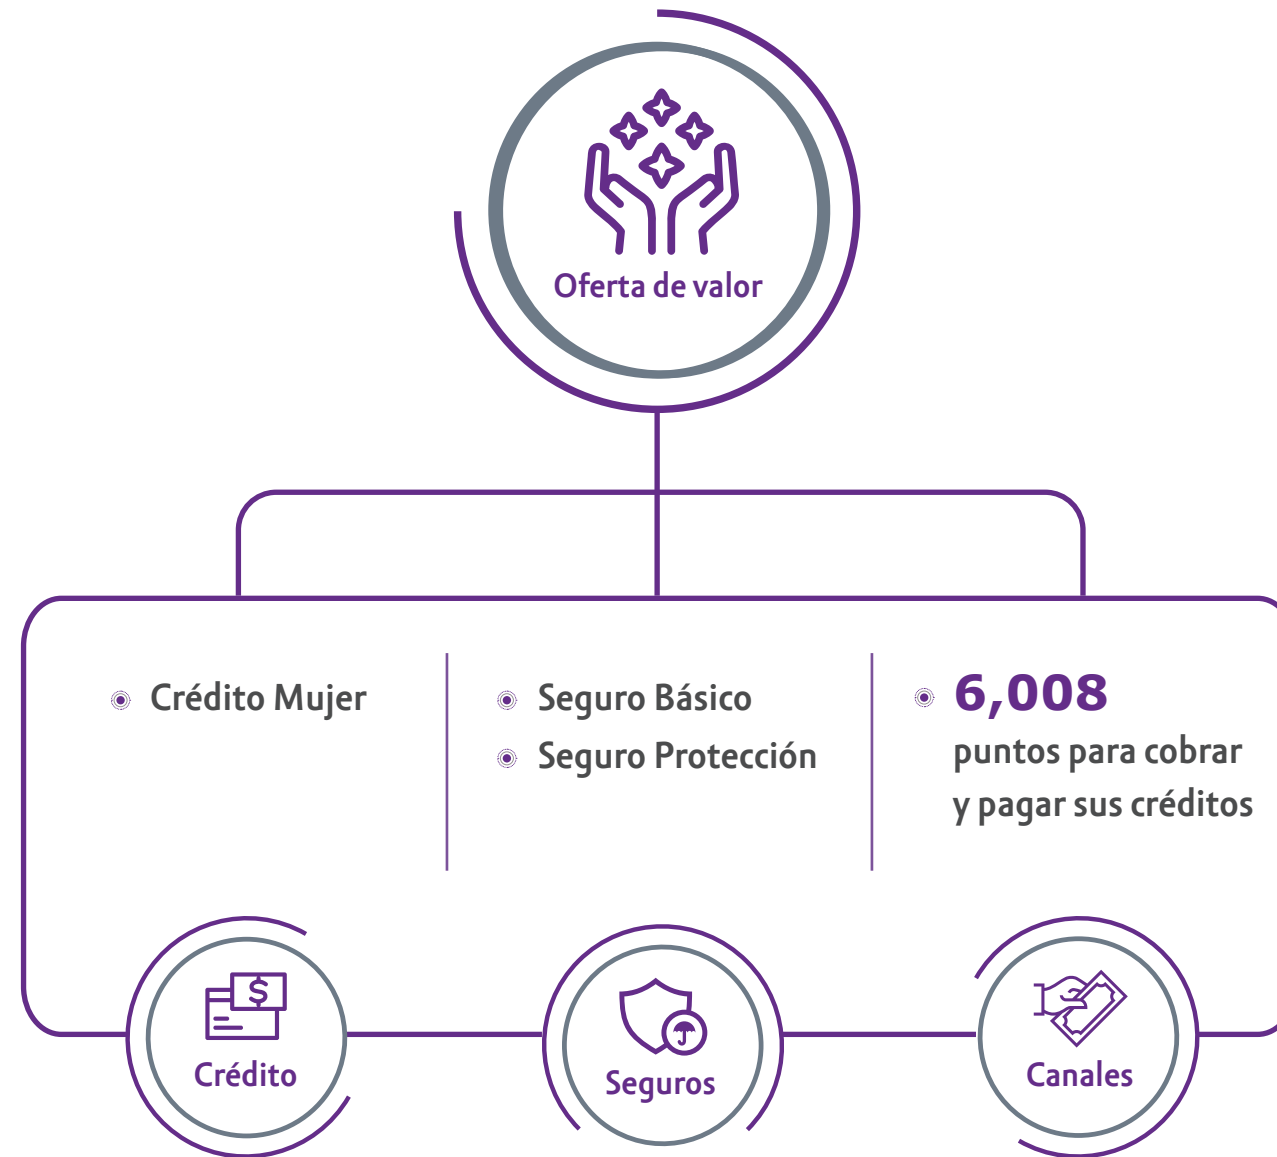 Oferta de valor
Crédito Mujer
Seguro Básico
Seguro Protección
6,008
puntos para cobrar
y pagar sus créditos
$
Crédito
Seguros
Canales